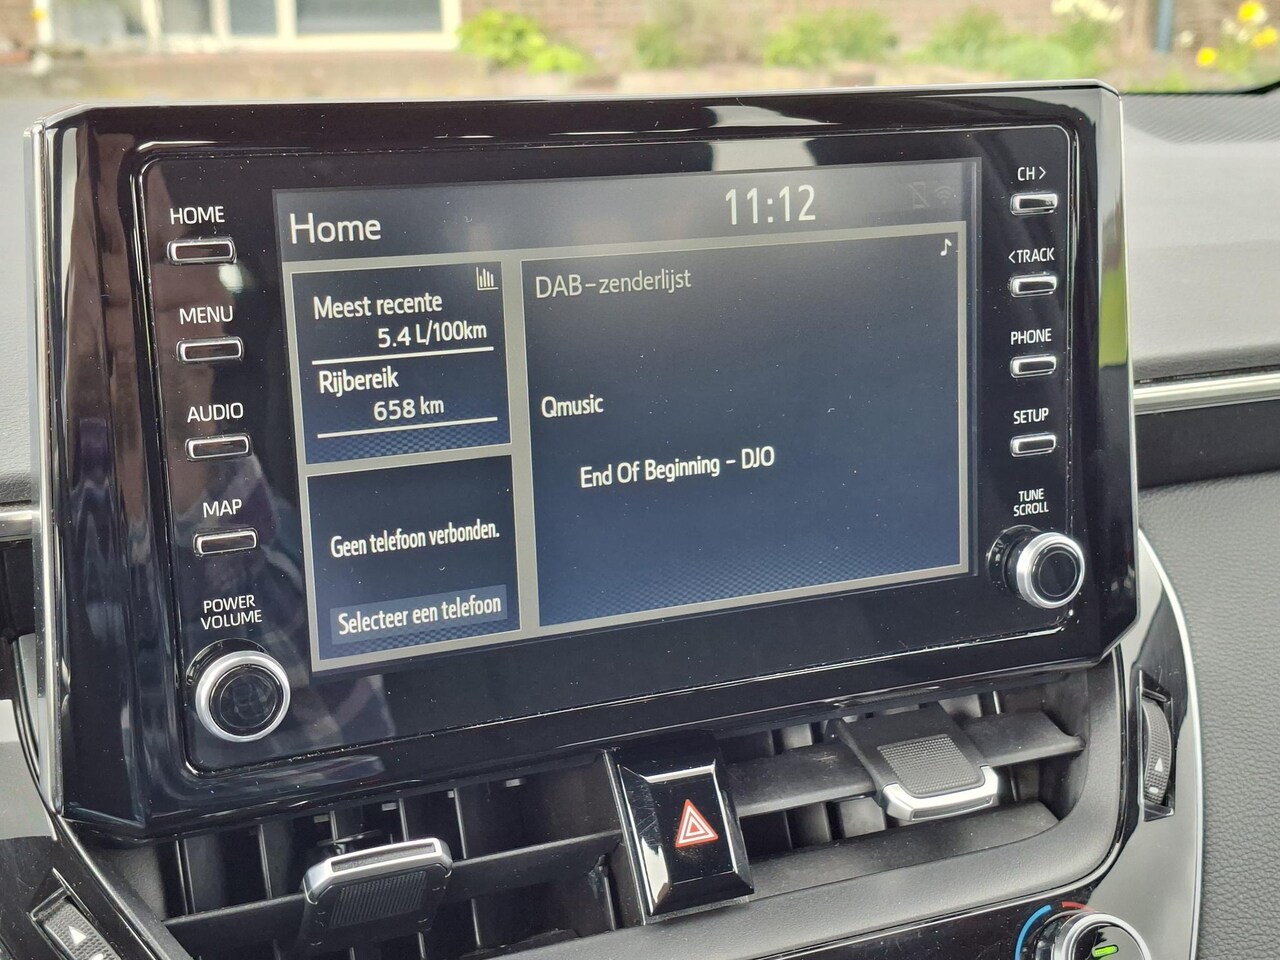 HOME
MENU
AUDIO
MAP
POWER
VOLUME
Home
11:12
Meest recente
5.4 L/100km
Rijbereik
658 km
Geen telefoon verbonden.
Selecteer een telefoon
DAB-zenderlijst
Qmusic
End Of Beginning - DJO
CH >
< TRACK
PHONE
SETUP
TUNE
SCROLL